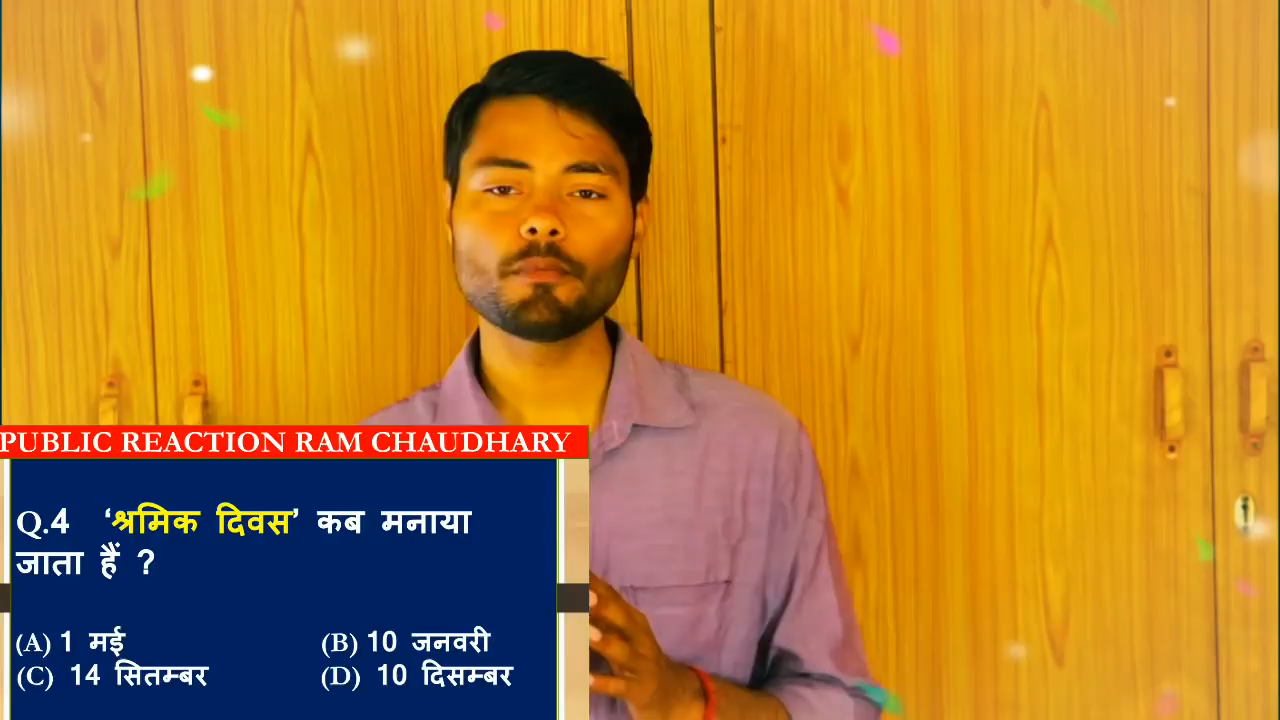 PUBLIC REACTION RAM CHAUDHARY
Q.4 ‘श्रमिक दिवस’ कब मनाया
जाता हैं ?
(A) 1 मई (B) 10 जनवरी
(C) 14 सितम्बर (D) 10 दिसम्बर